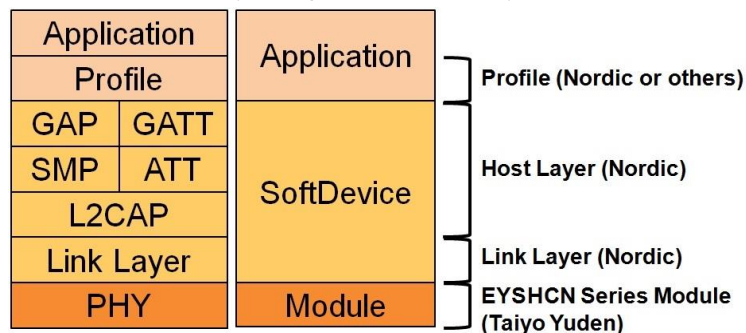 Application
Profile
GAP GATT
SMP ATT
L2CAP
Link Layer
PHY
Application
SoftDevice
Module
Profile (Nordic or others)
Host Layer (Nordic)
Link Layer (Nordic)
EYSHCN Series Module
(Taiyo Yuden)